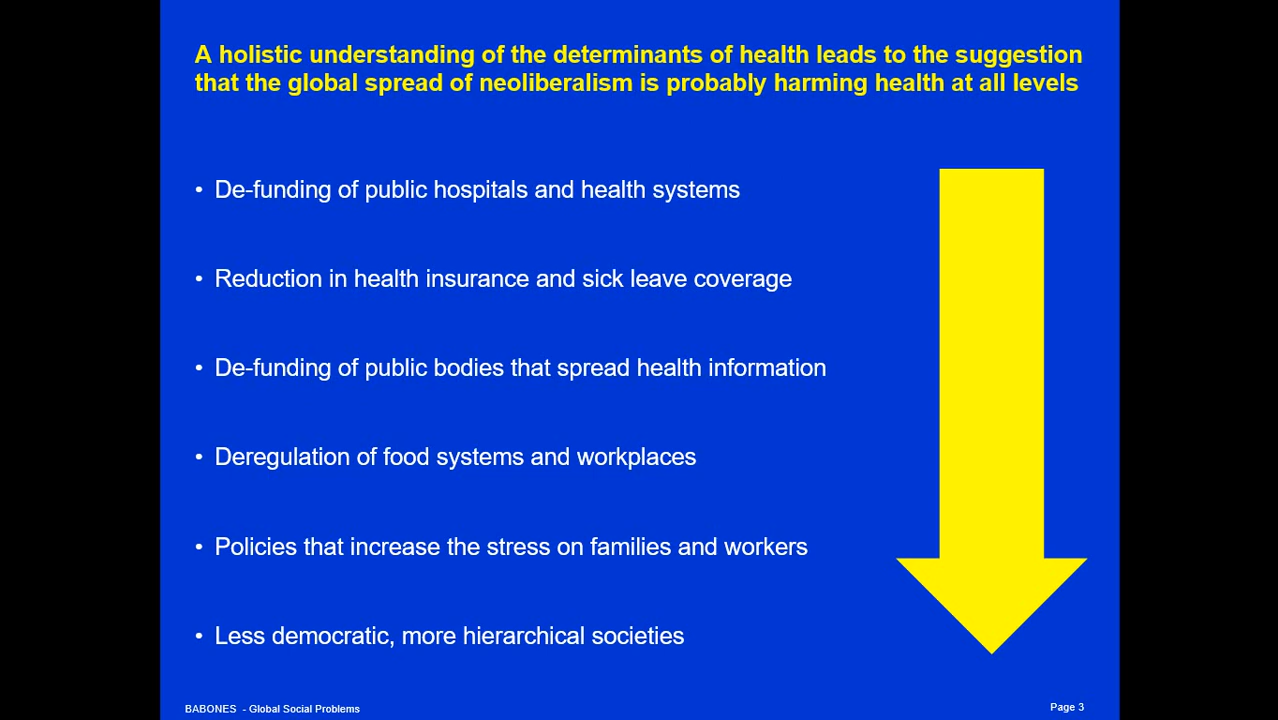 A holistic understanding of the determinants of health leads to the suggestion
that the global spread of neoliberalism is probably harming health at all levels
• De-funding of public hospitals and health systems
• Reduction in health insurance and sick leave coverage
• De-funding of public bodies that spread health information
• Deregulation of food systems and workplaces
• Policies that increase the stress on families and workers
• Less democratic, more hierarchical societies
BABONES - Global Social Problems
Page 3